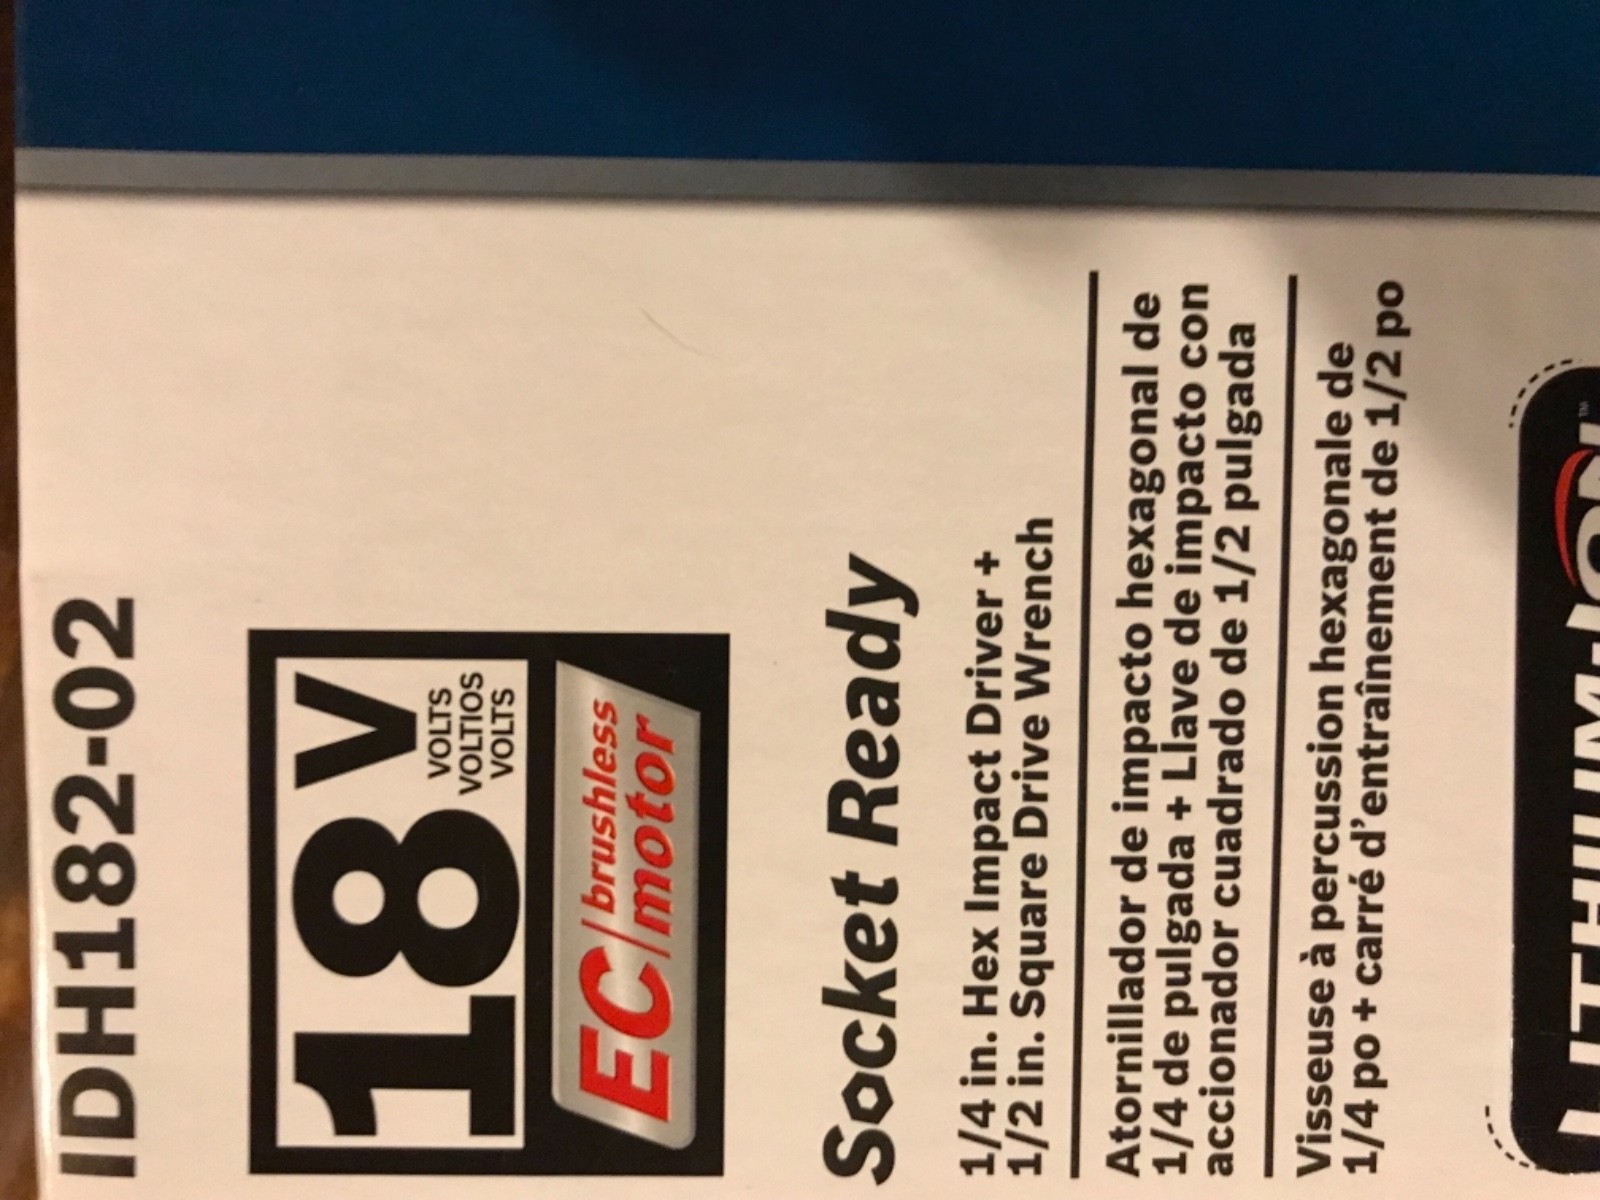 IDH182-02
18V
VOLTS
VOLTIOS
VOLTS
EC brushless
motor
Socket Ready
1/4 in. Hex Impact Driver +
1/2 in. Square Drive Wrench
Atornillador de impacto hexagonal de
1/4 de pulgada + Llave de impacto con
accionador cuadrado de 1/2 pulgada
Visseuse à percussion hexagonale de
1/4 po + carré d'entraînement de 1/2 po
LITHIUM-ION™